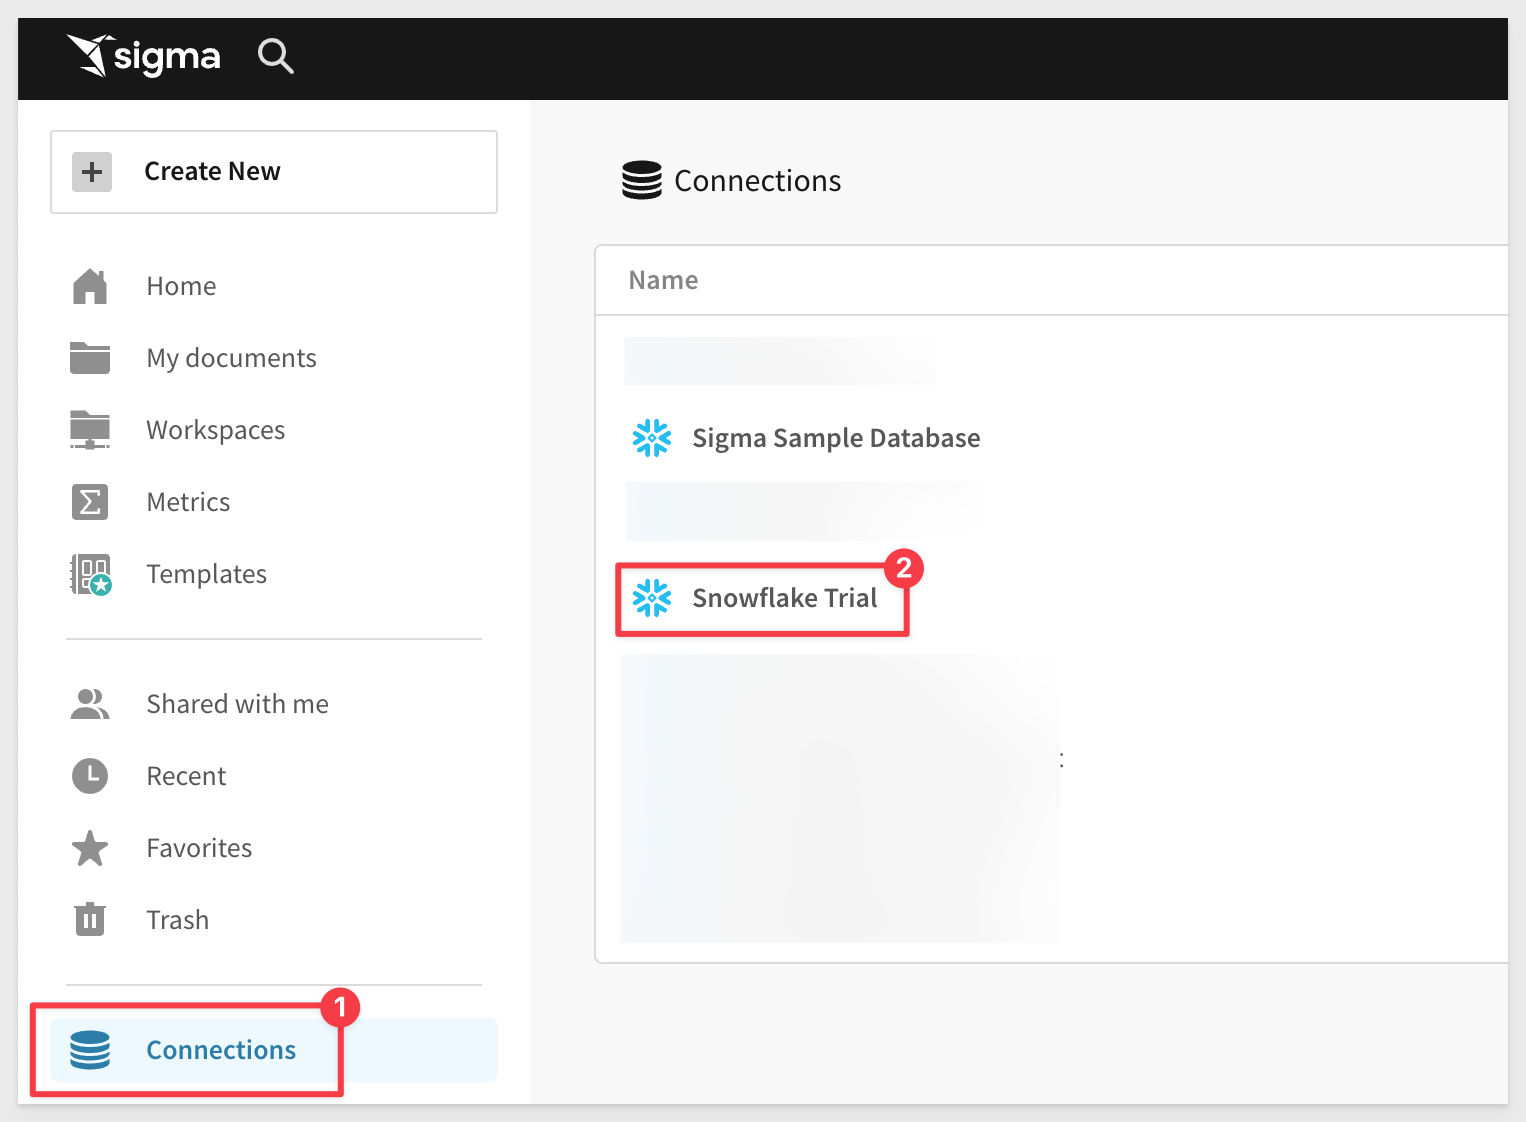 sigma
Create New
Home
My documents
Workspaces
Metrics
Templates
Shared with me
Recent
Favorites
Trash
1
Connections
Connections
Name
Sigma Sample Database
2
Snowflake Trial
: